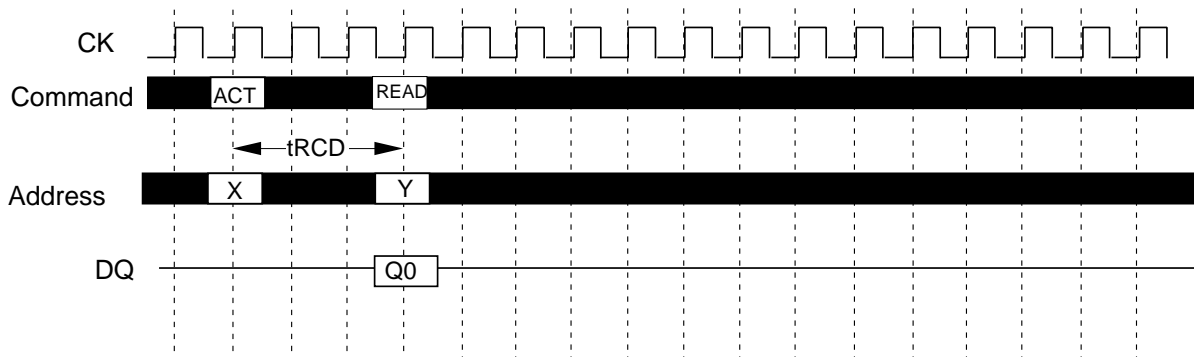 CK
Command ACT READ
tRCD
Address X Y
DQ Q0